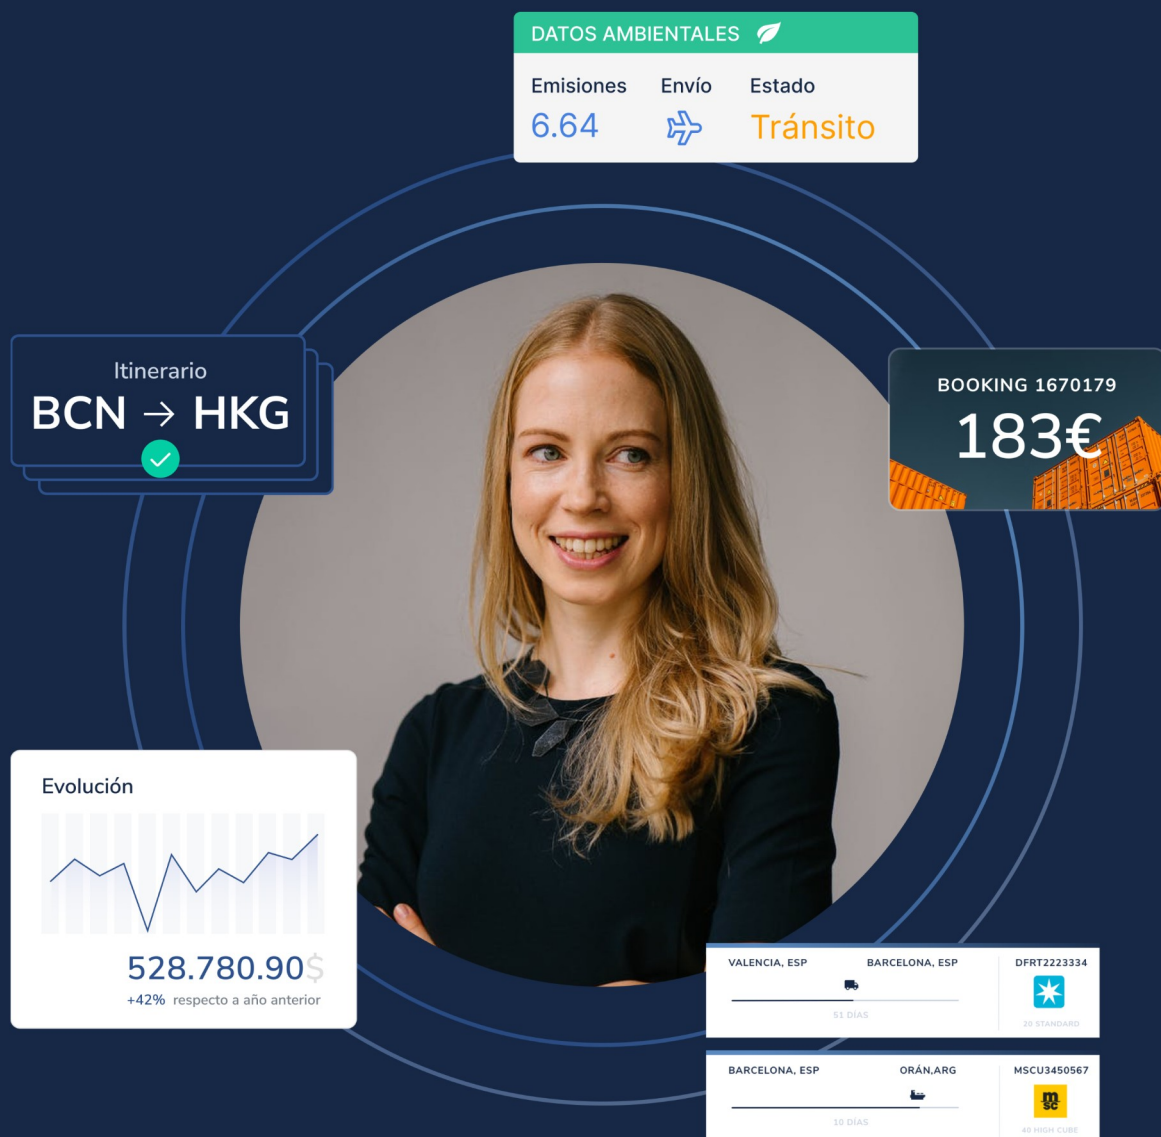 DATOS AMBIENTALES
Emisiones Envío Estado
6.64 Tránsito
Itinerario
BCN → HKG
BOOKING 1670179
183€
Evolución
528.780.90$
+42% respecto a año anterior
VALENCIA, ESP BARCELONA, ESP DFRT2223334
51 DÍAS
20 STANDARD
BARCELONA, ESP ORÁN,ARG MSCU3450567
msc
10 DÍAS
40 HIGH CUBE